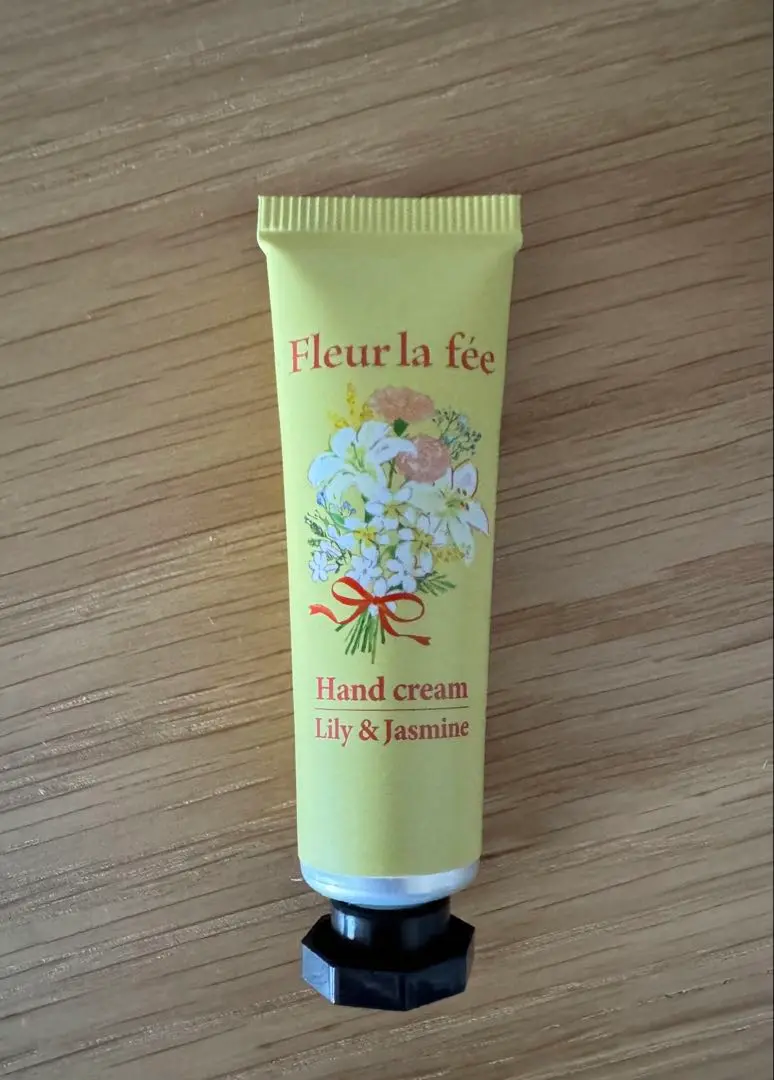 Fleur la fée
Hand cream
Lily & Jasmine